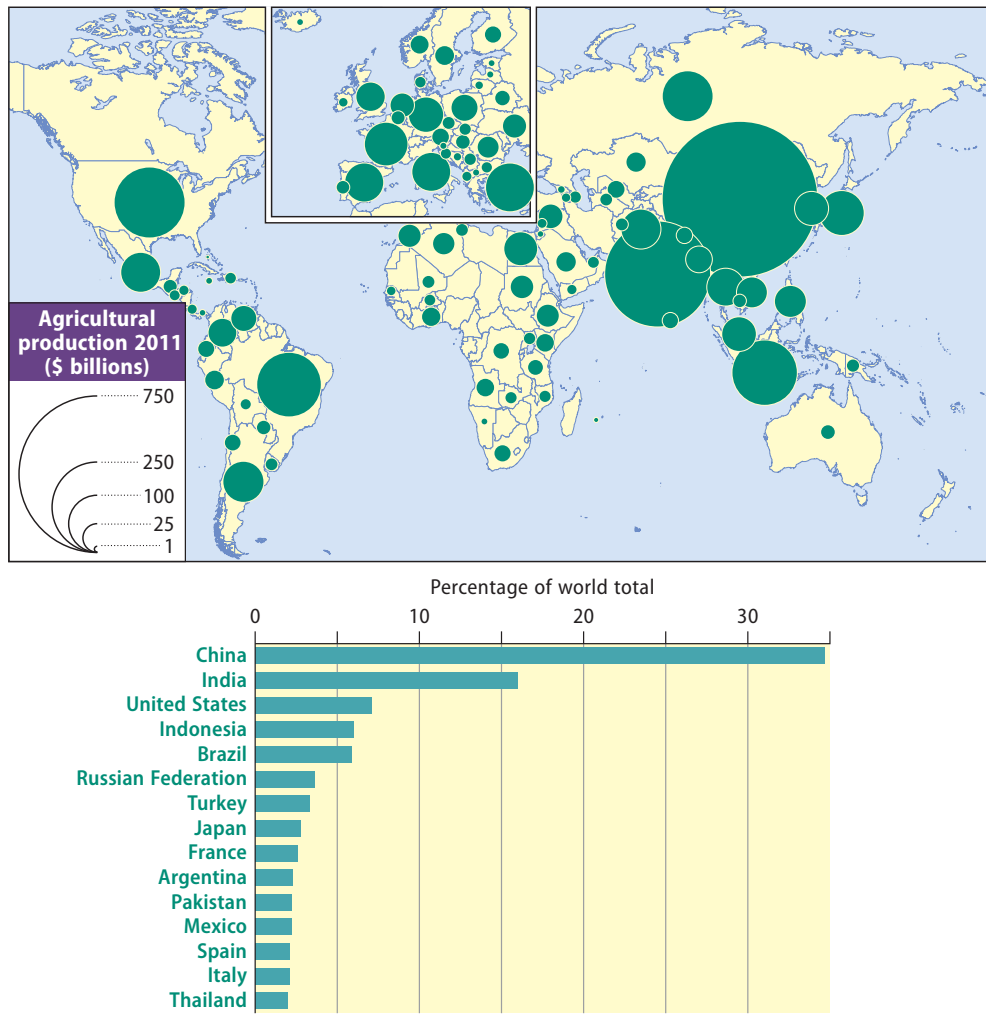 Agricultural
production 2011
($ billions)
750
250
100
25
1
Percentage of world total
0 10 20 30
China
India
United States
Indonesia
Brazil
Russian Federation
Turkey
Japan
France
Argentina
Pakistan
Mexico
Spain
Italy
Thailand